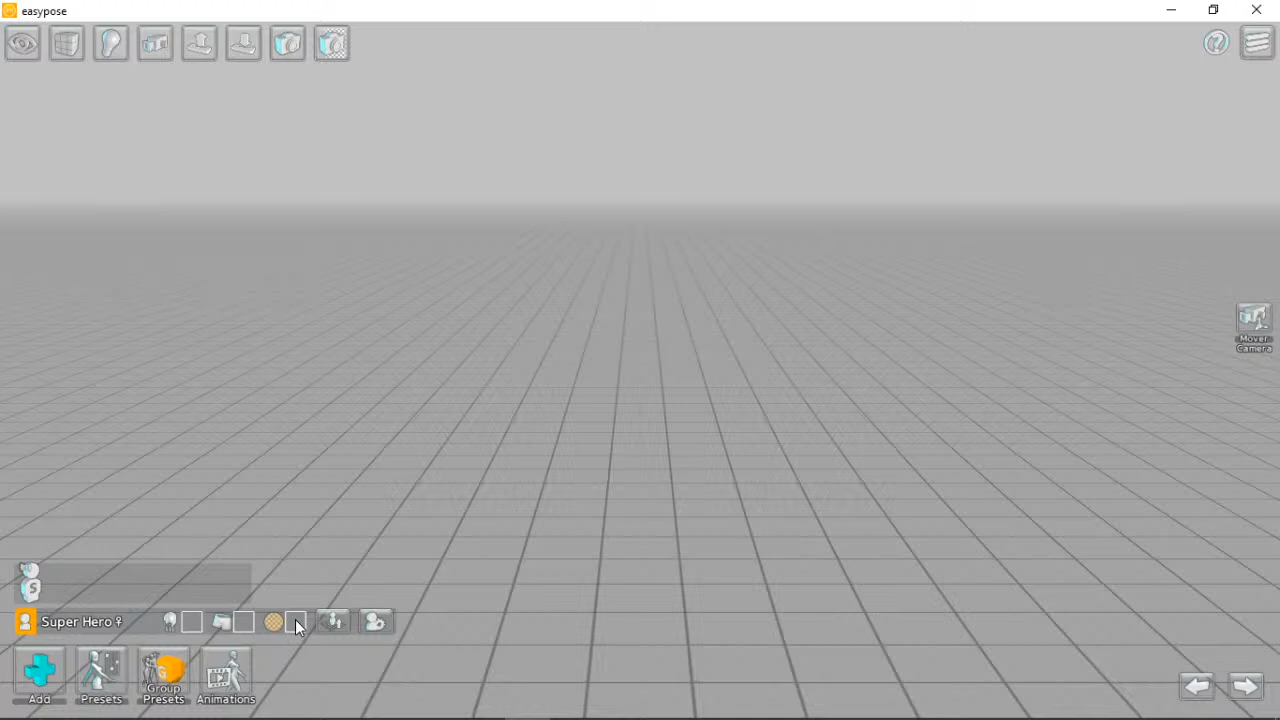 easypose
Mover
Camera
S
Super Hero♀
Add
Presets
G
Group
Presets
Animations